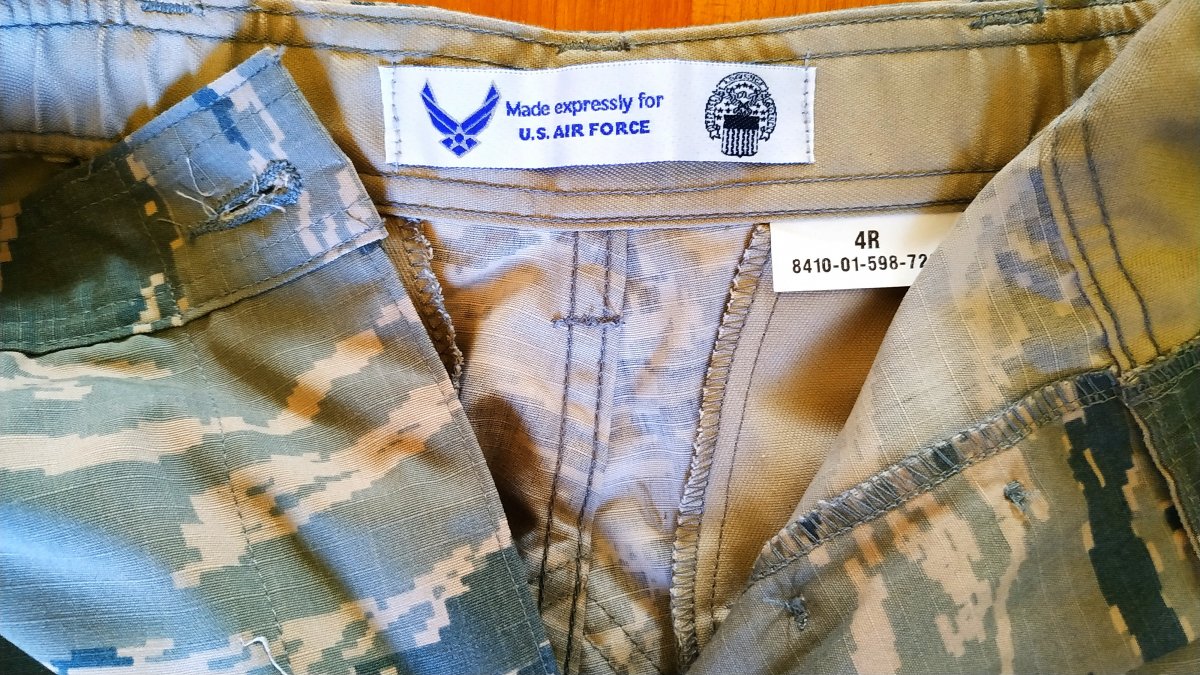 Made expressly for
U.S. AIR FORCE
4R
8410-01-598-72